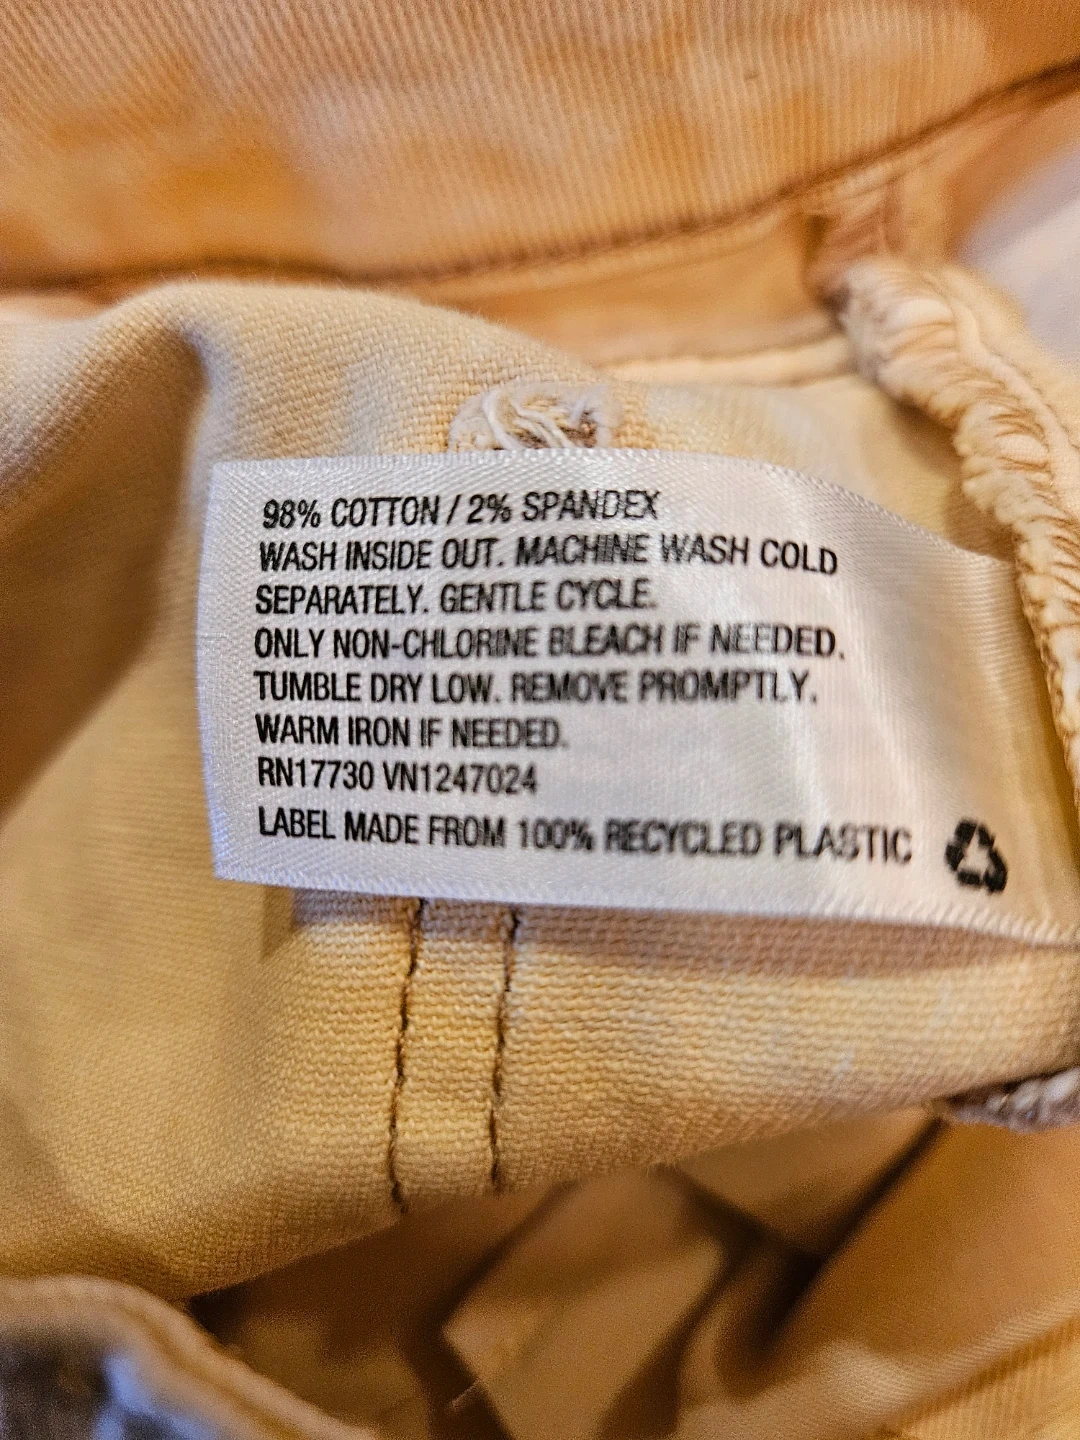 98% COTTON / 2% SPANDEX
WASH INSIDE OUT. MACHINE WASH COLD
SEPARATELY. GENTLE CYCLE.
ONLY NON-CHLORINE BLEACH IF NEEDED.
TUMBLE DRY LOW. REMOVE PROMPTLY.
WARM IRON IF NEEDED.
RN17730 VN1247024
LABEL MADE FROM 100% RECYCLED PLASTIC